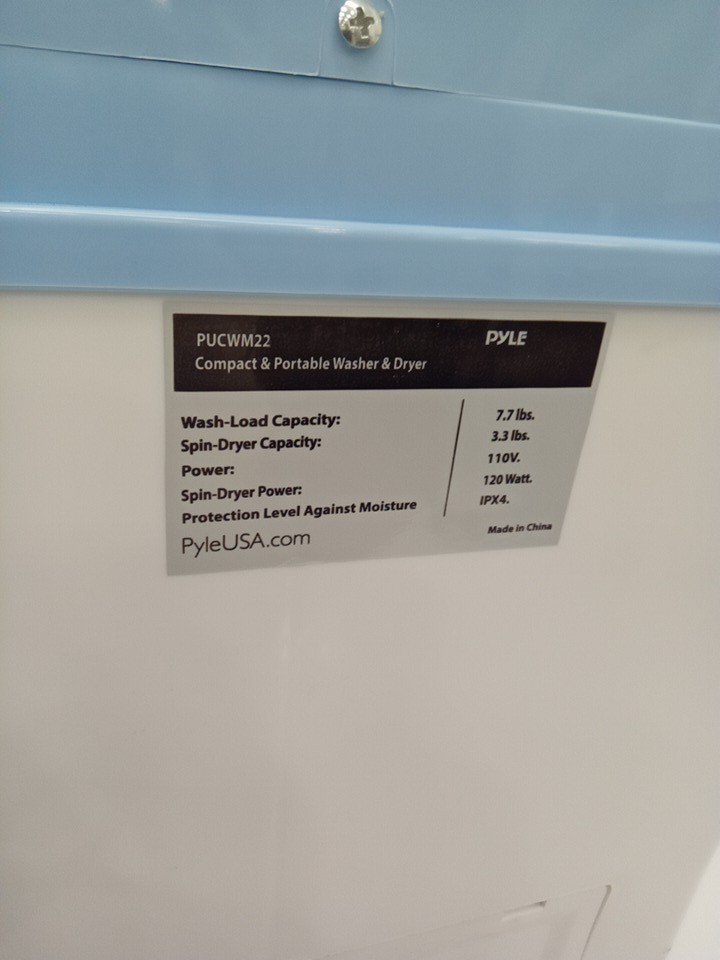 PUCWM22 PYLE
Compact & Portable Washer & Dryer
Wash-Load Capacity: 7.7 lbs.
Spin-Dryer Capacity: 3.3 lbs.
Power: 110V.
Spin-Dryer Power: 120 Watt.
Protection Level Against Moisture IPX4.
PyleUSA.com Made in China